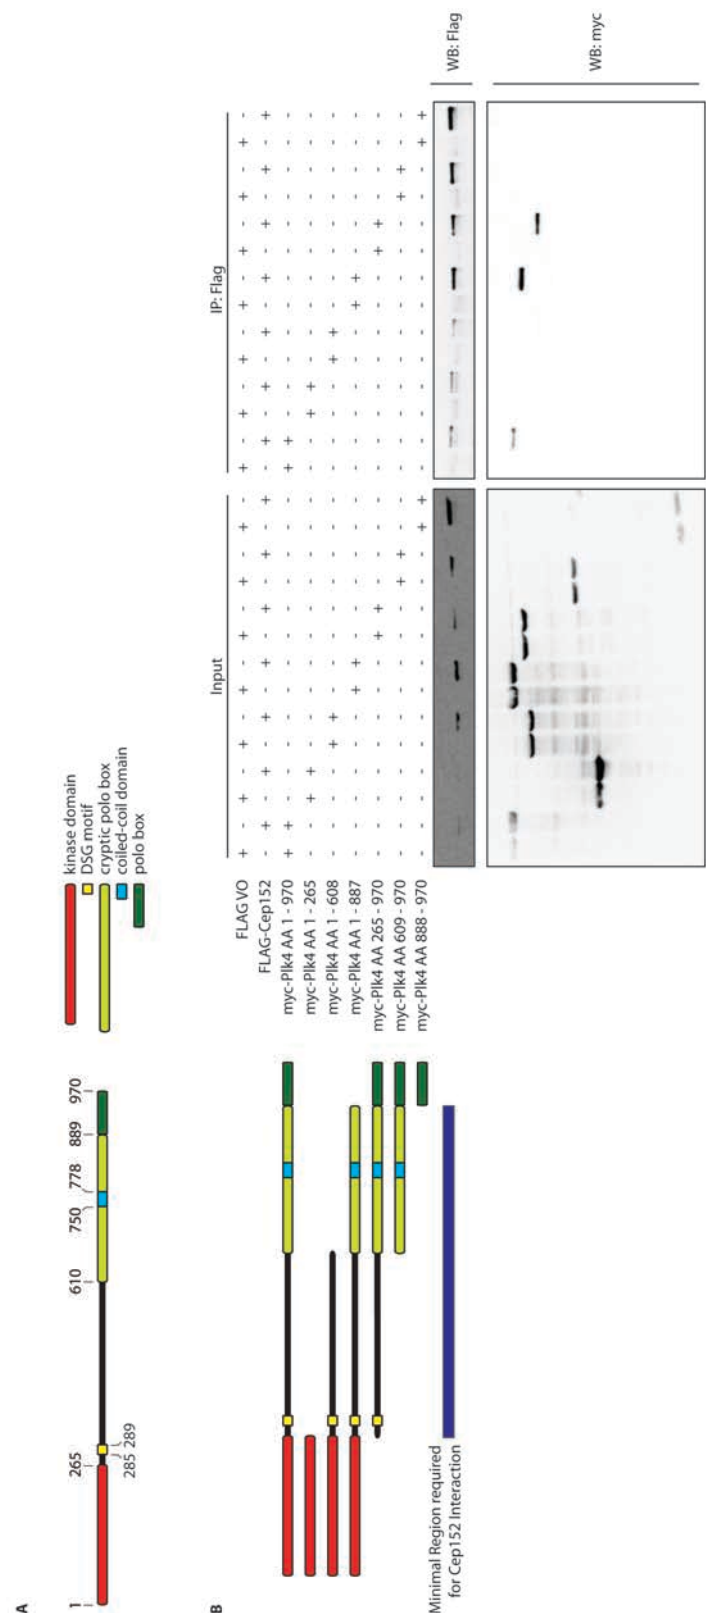 A
1 265 610 750 778 889 970
285 289
kinase domain
DSG motif
cryptic polo box
coiled-coil domain
polo box
B
Input IP: Flag
FLAG VO + - + - + - + - + - + - + - + - + - + - + - + - + - + -
FLAG-Cep152 - + - + - + - + - + - + - + - + - + - + - + - + - + - +
myc-Plk4 AA 1 - 970 + + - - - - - - - - - - - - + + - - - - - - - - - - - -
myc-Plk4 AA 1 - 265 - - + + - - - - - - - - - - - - + + - - - - - - - - - -
myc-Plk4 AA 1 - 608 - - - - + + - - - - - - - - - - - - + + - - - - - - - -
myc-Plk4 AA 1 - 887 - - - - - - + + - - - - - - - - - - - - + + - - - - - -
myc-Plk4 AA 265 - 970 - - - - - - - - + + - - - - - - - - - - - - + + - - - -
myc-Plk4 AA 609 - 970 - - - - - - - - - - + + - - - - - - - - - - - - + + - -
myc-Plk4 AA 888 - 970 - - - - - - - - - - - - + + - - - - - - - - - - - - + +
Minimal Region required
for Cep152 Interaction
WB: Flag
WB: myc